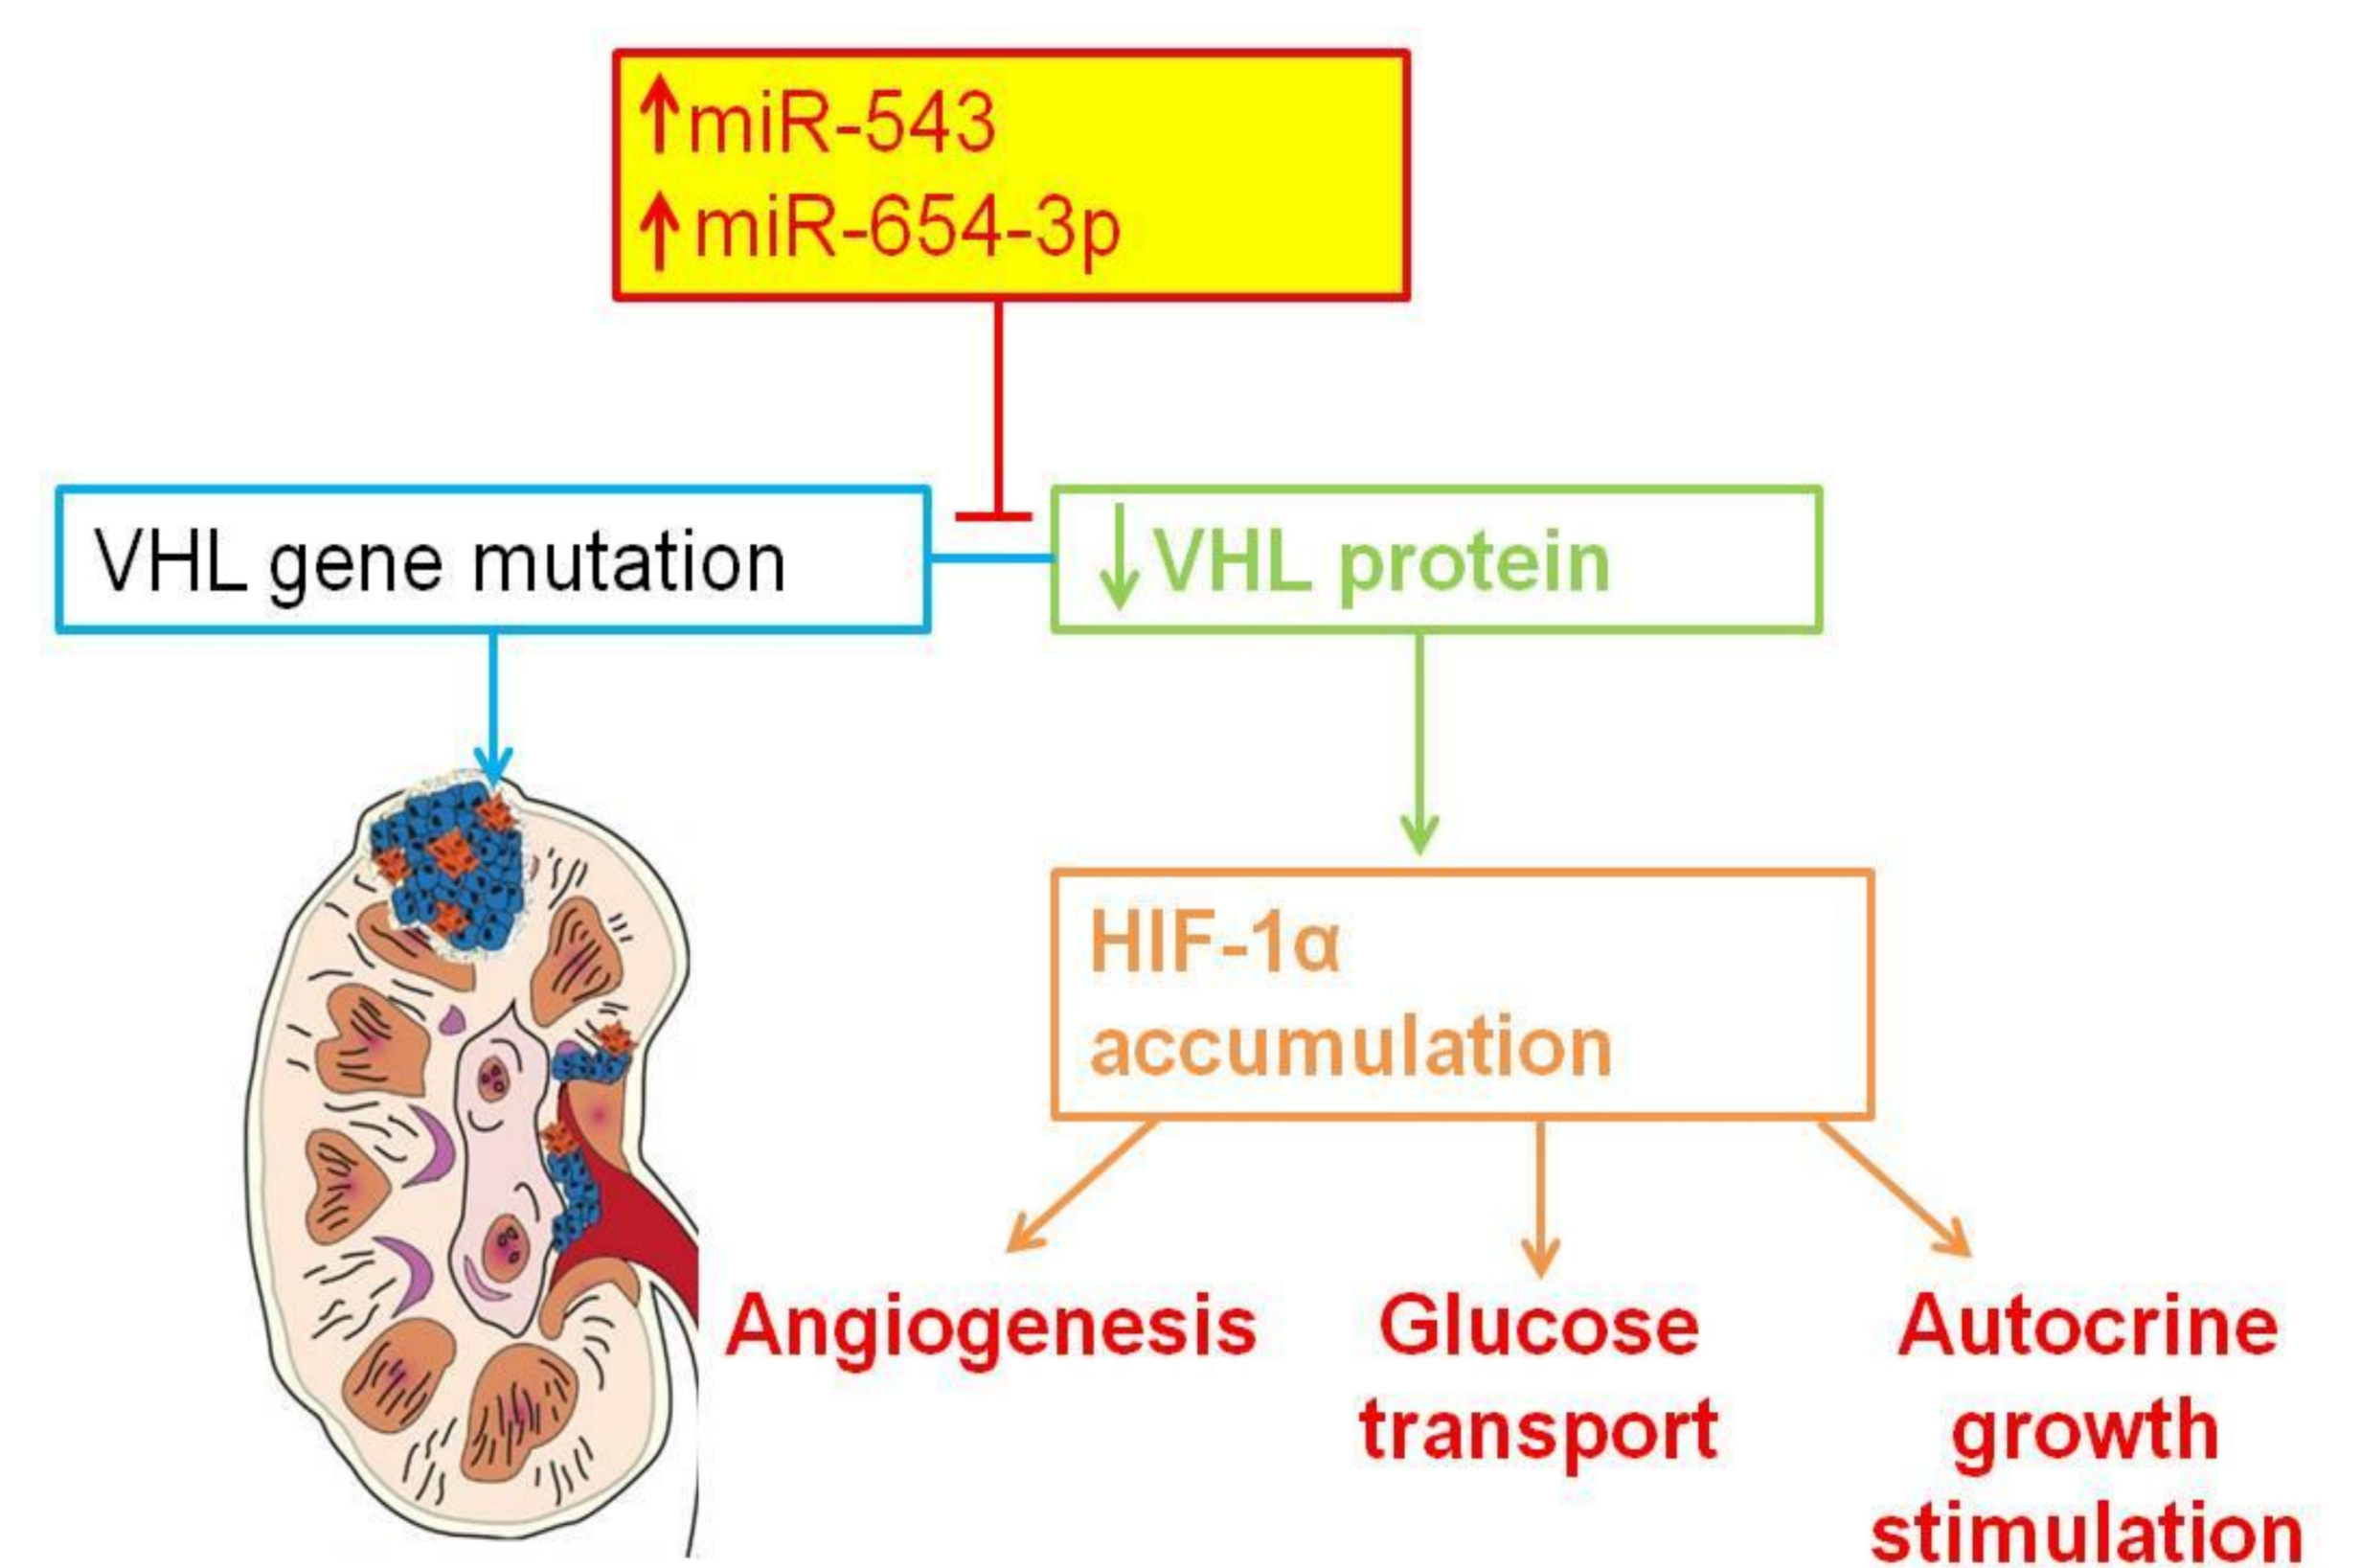 ↑miR-543
↑miR-654-3p
VHL gene mutation
↓VHL protein
HIF-1α
accumulation
Angiogenesis
Glucose
transport
Autocrine
growth
stimulation